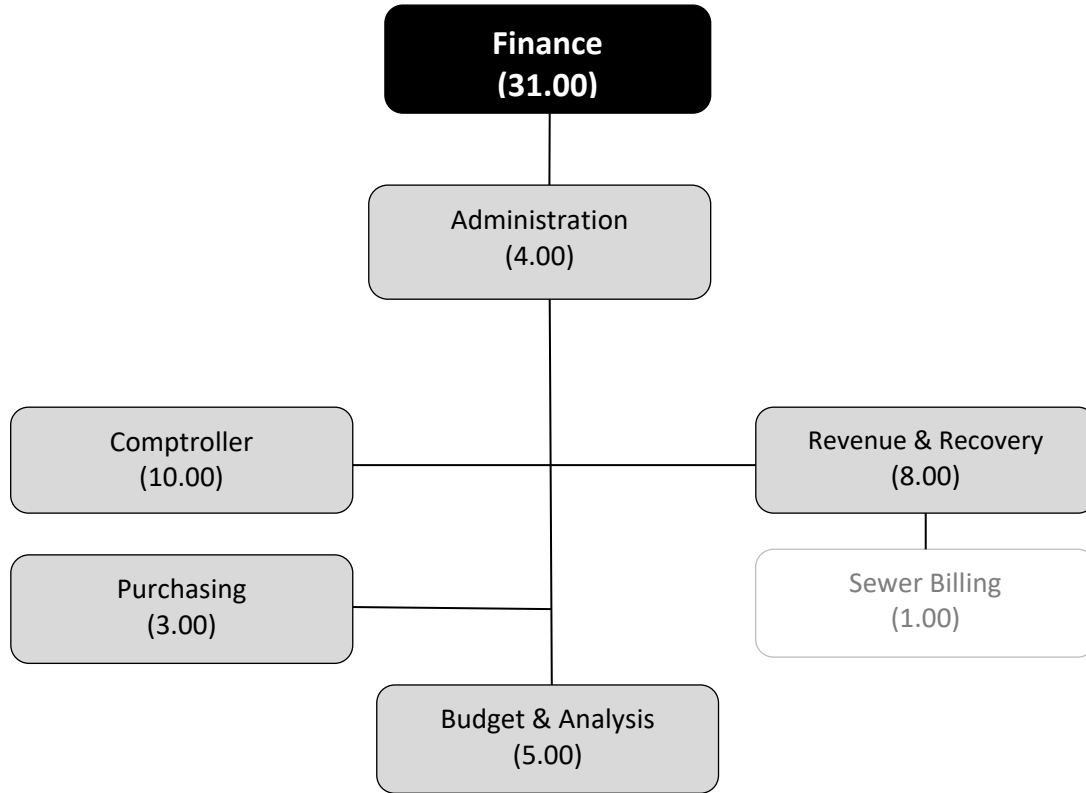 Finance
(31.00)
Administration
(4.00)
Comptroller
(10.00)
Revenue & Recovery
(8.00)
Purchasing
(3.00)
Sewer Billing
(1.00)
Budget & Analysis
(5.00)